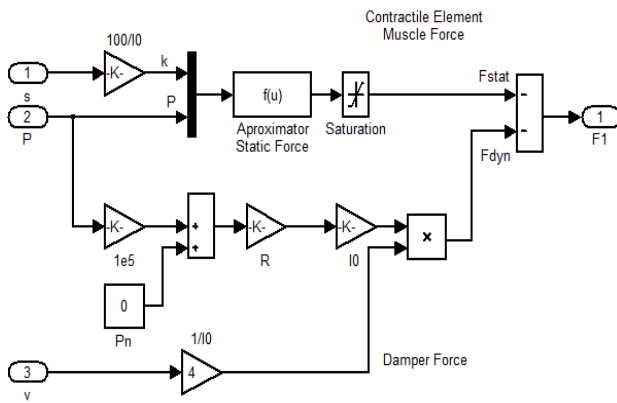 Contractile Element
Muscle Force
100/l0
-K-
k
1
s
P
2
P
f(u)
Aproximator
Static Force
Saturation
Fstat
-
-
Fdyn
1
F1
-K-
1e5
+
+
-K-
R
-K-
l0
×
0
Pn
1/l0
4
3
v
Damper Force